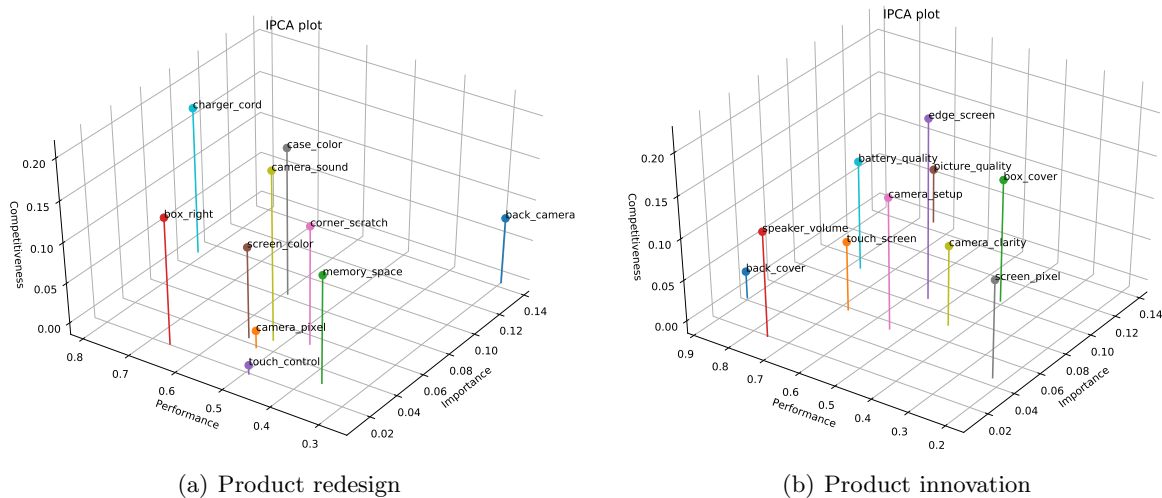 IPCA plot
charger_cord
case_color
camera_sound
box_right
corner_scratch
back_camera
screen_color
memory_space
camera_pixel
touch_control
0.20
0.15
0.10
0.05
0.00
Competitiveness
0.8
0.7
0.6
0.5
0.4
0.3
Performance
0.02
0.04
0.06
0.08
0.10
0.12
0.14
Importance
(a) Product redesign
IPCA plot
edge_screen
battery_quality
picture_quality
box_cover
camera_setup
speaker_volume
touch_screen
camera_clarity
back_cover
screen_pixel
0.20
0.15
0.10
0.05
0.00
Competitiveness
0.9
0.8
0.7
0.6
0.5
0.4
0.3
0.2
Performance
0.02
0.04
0.06
0.08
0.10
0.12
0.14
Importance
(b) Product innovation